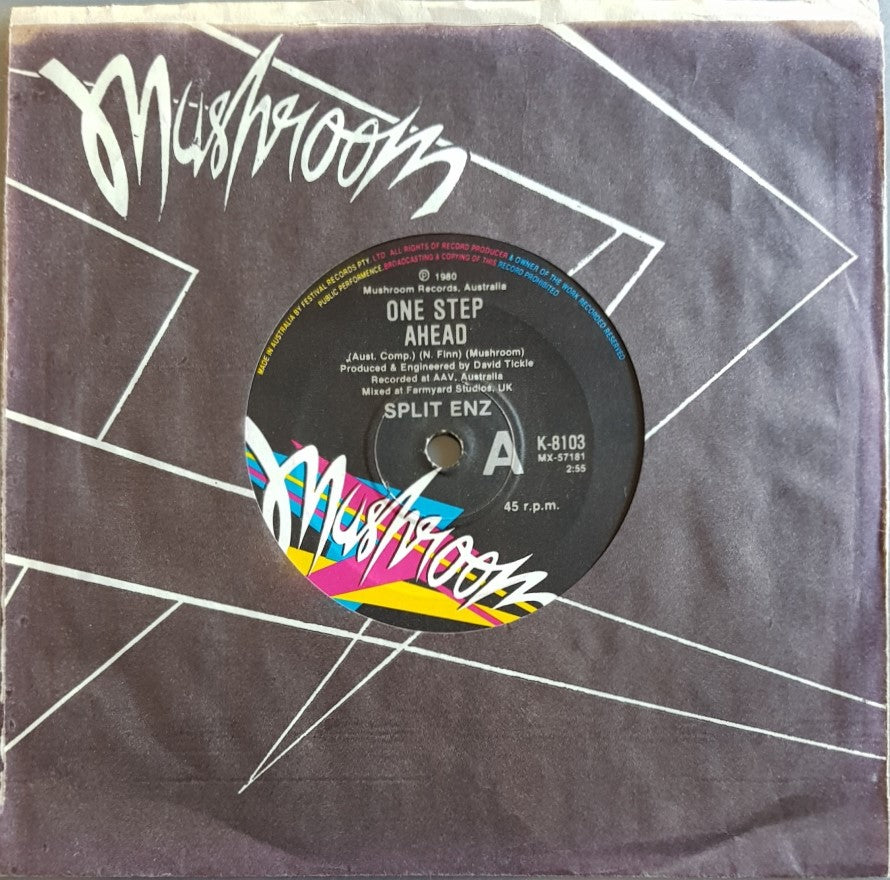 Mushroom
MADE IN AUSTRALIA BY FESTIVAL RECORDS PTY. LTD ALL RIGHTS OF RECORD PRODUCER & OWNER OF THE WORK RECORDED RESERVED
PUBLIC PERFORMENCE, BROADCASTING & COPYING OF THIS RECORD PROHIBITED
℗ 1980
Mushroom Records, Australia
ONE STEP
AHEAD
(Aust. Comp.) (N. Finn) (Mushroom)
Produced & Engineered by David Tickle
Recorded at AAV, Australia
Mixed at Farmyard Studios, UK
SPLIT ENZ
A
K-8103
MX-57181
2:55
45 r.p.m.
Mushroom